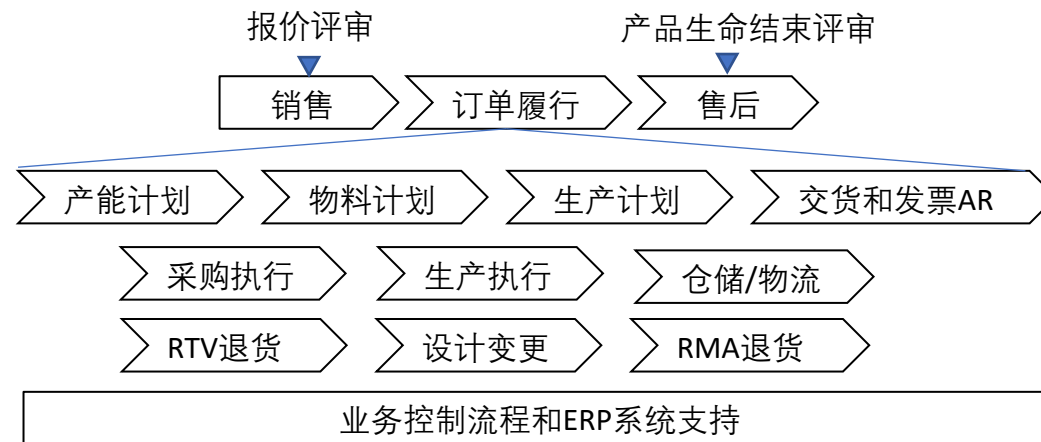 报价评审 产品生命结束评审
销售 订单履行 售后
产能计划 物料计划 生产计划 交货和发票AR
采购执行 生产执行 仓储/物流
RTV退货 设计变更 RMA退货
业务控制流程和ERP系统支持